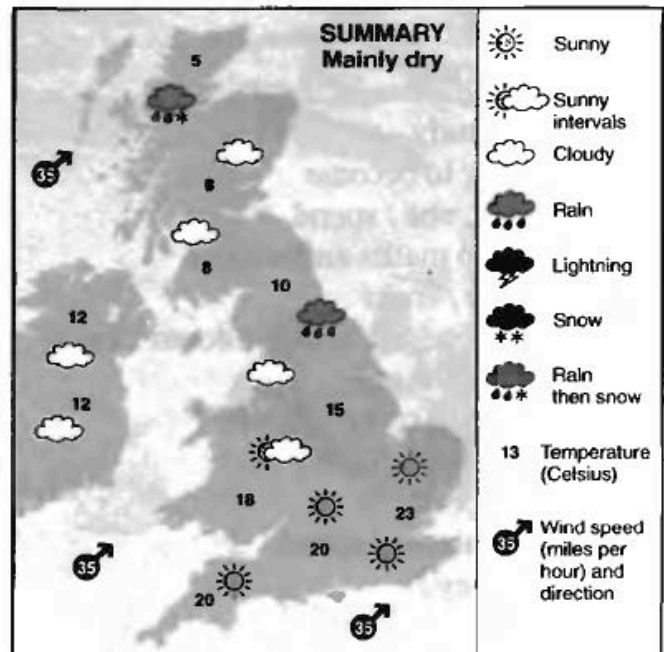 SUMMARY
Mainly dry
5
35
6
8
10
12
12
15
18
23
20
20
35
35
Sunny
Sunny
intervals
Cloudy
Rain
Lightning
Snow
Rain
then snow
13 Temperature
(Celsius)
35 Wind speed
(miles per
hour) and
direction